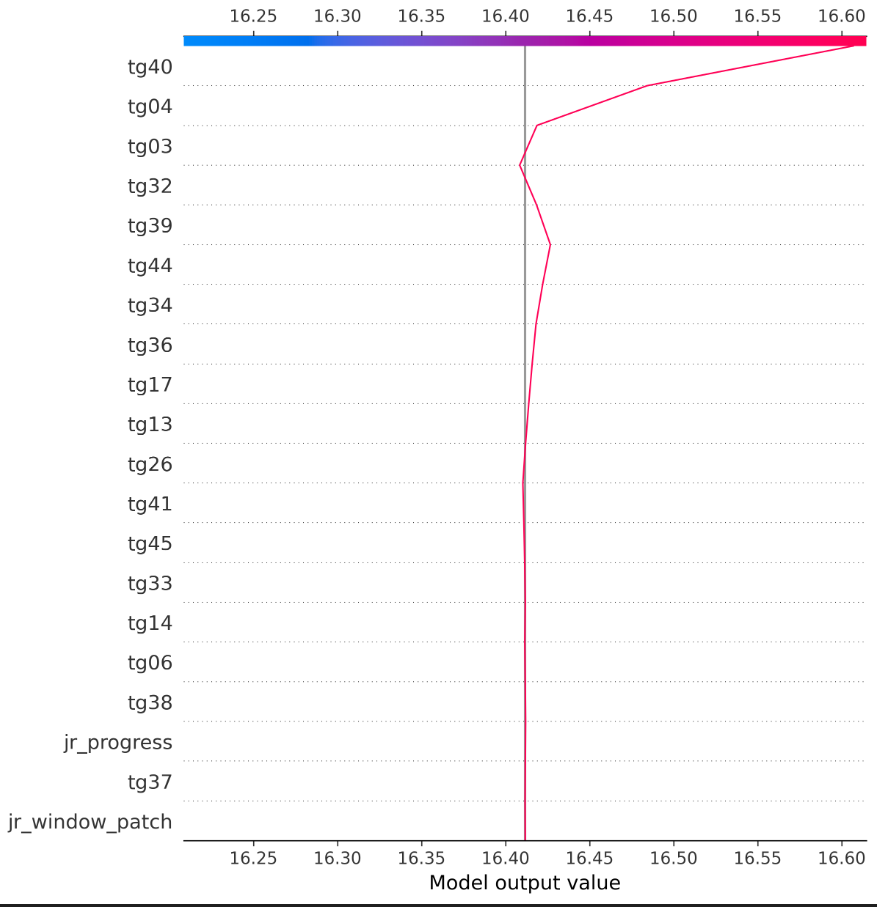 16.25 16.30 16.35 16.40 16.45 16.50 16.55 16.60
tg40
tg04
tg03
tg32
tg39
tg44
tg34
tg36
tg17
tg13
tg26
tg41
tg45
tg33
tg14
tg06
tg38
jr_progress
tg37
jr_window_patch
16.25 16.30 16.35 16.40 16.45 16.50 16.55 16.60
Model output value